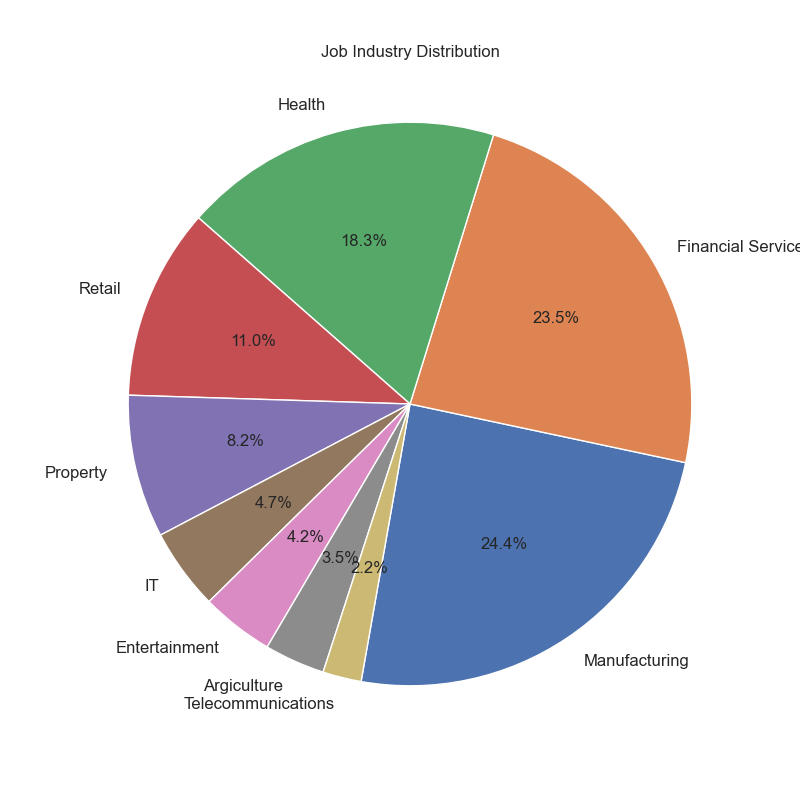 Job Industry Distribution
Health
18.3%
Financial Service
23.5%
Retail
11.0%
8.2%
Property
4.7%
IT
4.2%
Entertainment
3.5%
2.2%
24.4%
Manufacturing
Argiculture
Telecommunications